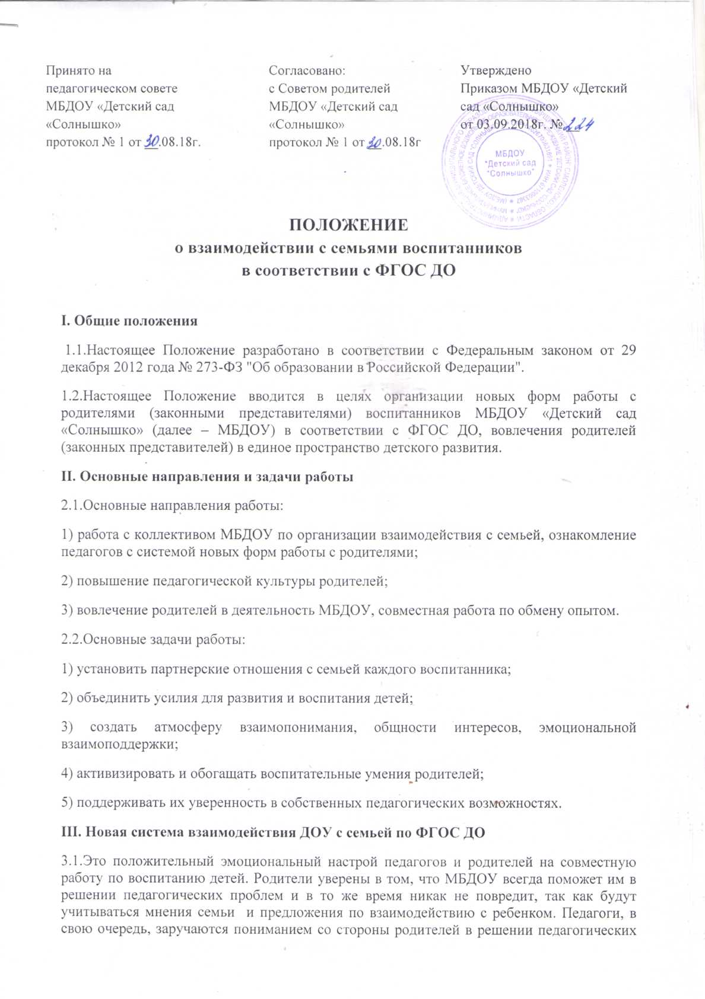 Принято на
педагогическом совете
МБДОУ «Детский сад
«Солнышко»
протокол № 1 от 30.08.18г.
Согласовано:
с Советом родителей
МБДОУ «Детский сад
«Солнышко»
протокол № 1 от 30.08.18г
Утверждено
Приказом МБДОУ «Детский
сад «Солнышко»
от 03.09.2018г. № 224
МБДОУ
"Детский сад
"Солнышко"
ПОЛОЖЕНИЕ
о взаимодействии с семьями воспитанников
в соответствии с ФГОС ДО
I. Общие положения
1.1.Настоящее Положение разработано в соответствии с Федеральным законом от 29
декабря 2012 года № 273-ФЗ "Об образовании в Российской Федерации".
1.2.Настоящее Положение вводится в целях организации новых форм работы с
родителями (законными представителями) воспитанников МБДОУ «Детский сад
«Солнышко» (далее – МБДОУ) в соответствии с ФГОС ДО, вовлечения родителей
(законных представителей) в единое пространство детского развития.
II. Основные направления и задачи работы
2.1.Основные направления работы:
1) работа с коллективом МБДОУ по организации взаимодействия с семьей, ознакомление
педагогов с системой новых форм работы с родителями;
2) повышение педагогической культуры родителей;
3) вовлечение родителей в деятельность МБДОУ, совместная работа по обмену опытом.
2.2.Основные задачи работы:
1) установить партнерские отношения с семьей каждого воспитанника;
2) объединить усилия для развития и воспитания детей;
3) создать атмосферу взаимопонимания, общности интересов, эмоциональной
взаимоподдержки;
4) активизировать и обогащать воспитательные умения родителей;
5) поддерживать их уверенность в собственных педагогических возможностях.
III. Новая система взаимодействия ДОУ с семьей по ФГОС ДО
3.1.Это положительный эмоциональный настрой педагогов и родителей на совместную
работу по воспитанию детей. Родители уверены в том, что МБДОУ всегда поможет им в
решении педагогических проблем и в то же время никак не повредит, так как будут
учитываться мнения семьи и предложения по взаимодействию с ребенком. Педагоги, в
свою очередь, заручаются пониманием со стороны родителей в решении педагогических